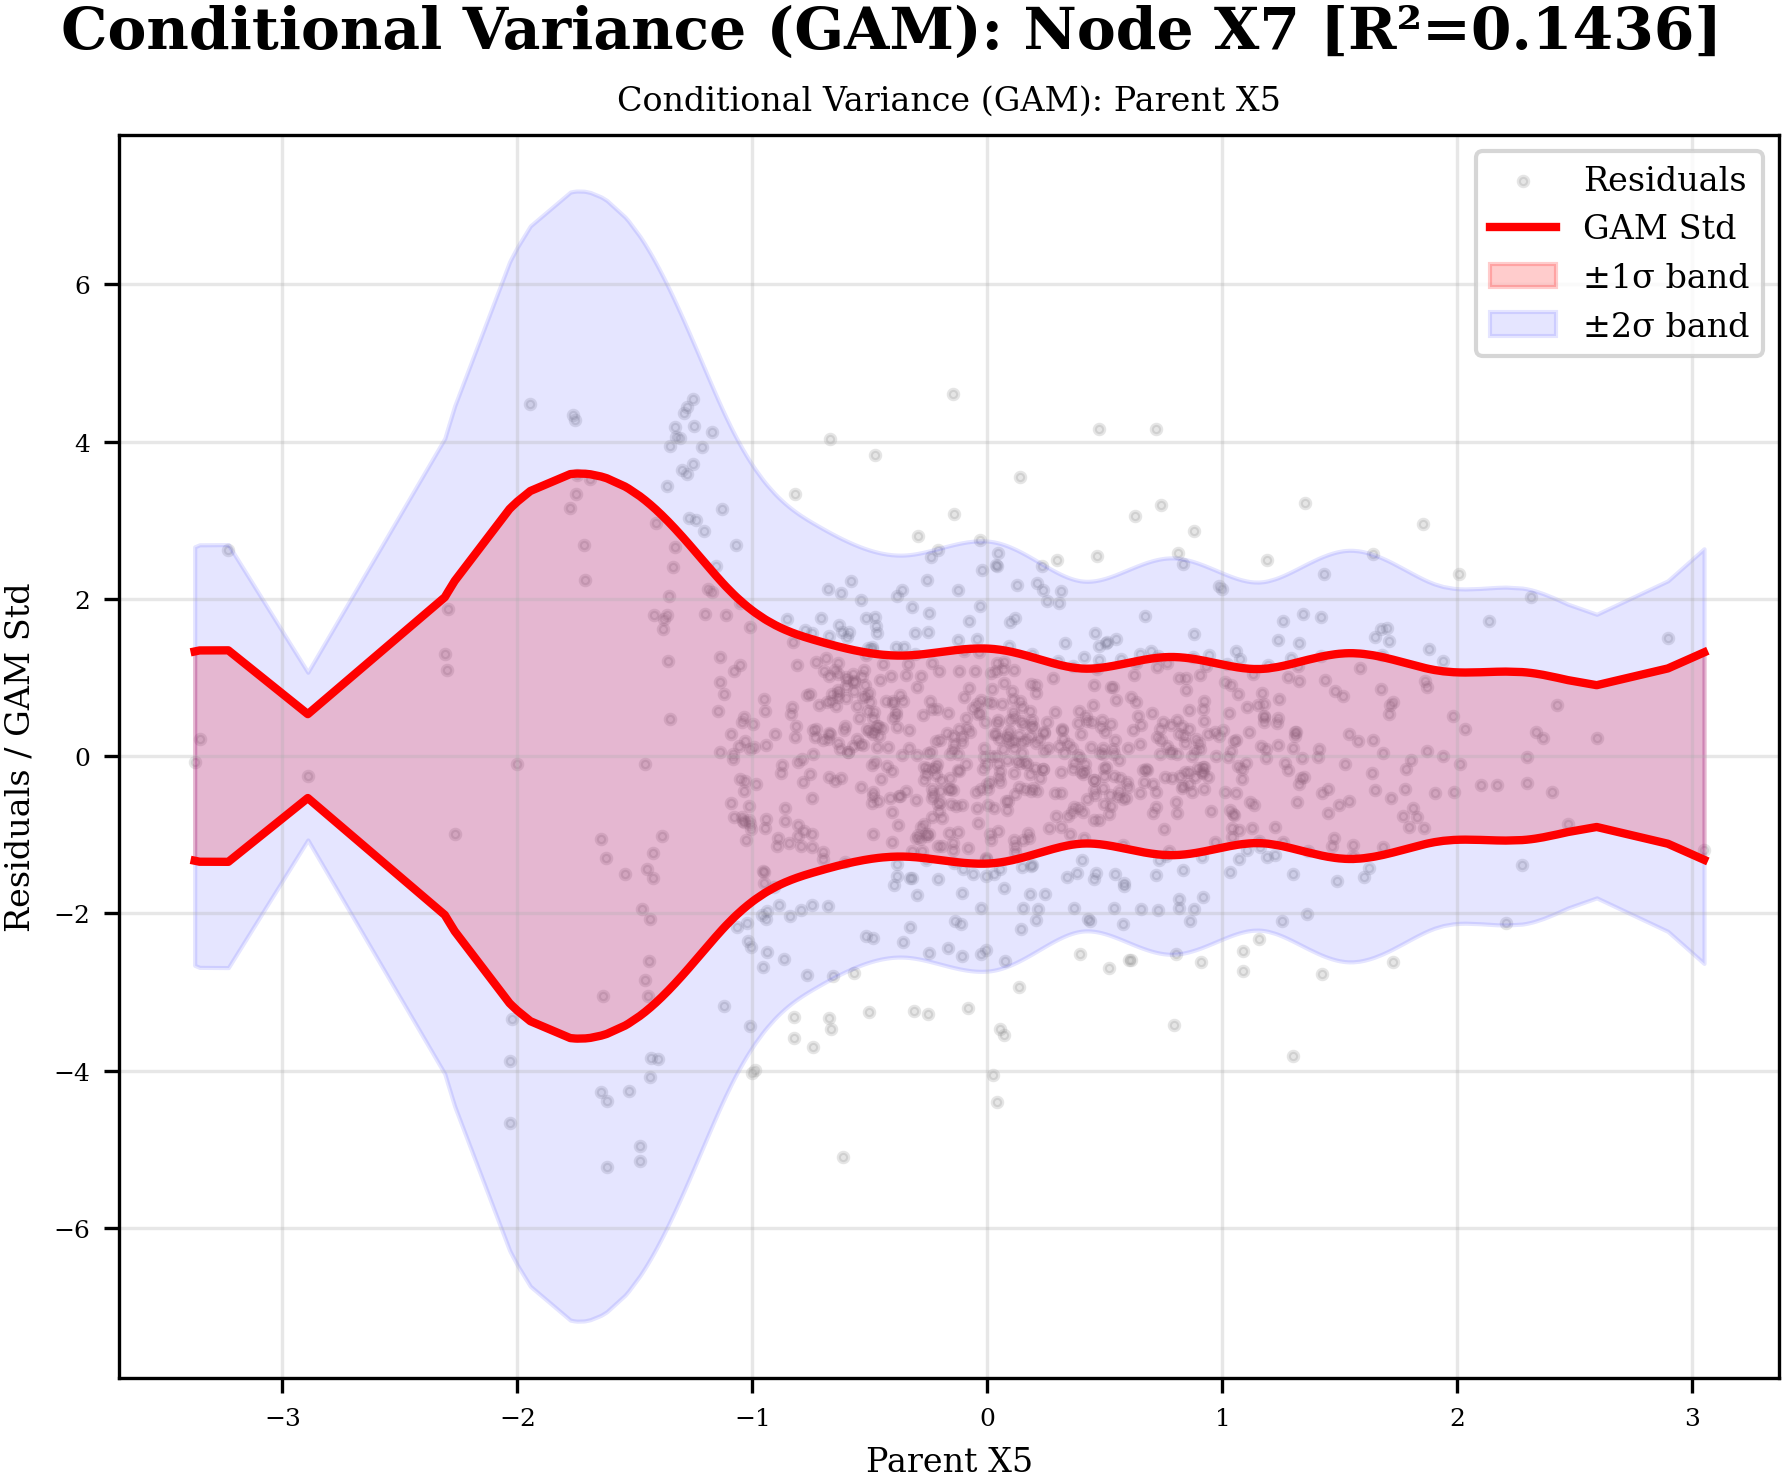 Conditional Variance (GAM): Node X7 [R²=0.1436]
Conditional Variance (GAM): Parent X5
Residuals
GAM Std
±1σ band
±2σ band
Residuals / GAM Std
6
4
2
0
−2
−4
−6
−3
−2
−1
0
1
2
3
Parent X5